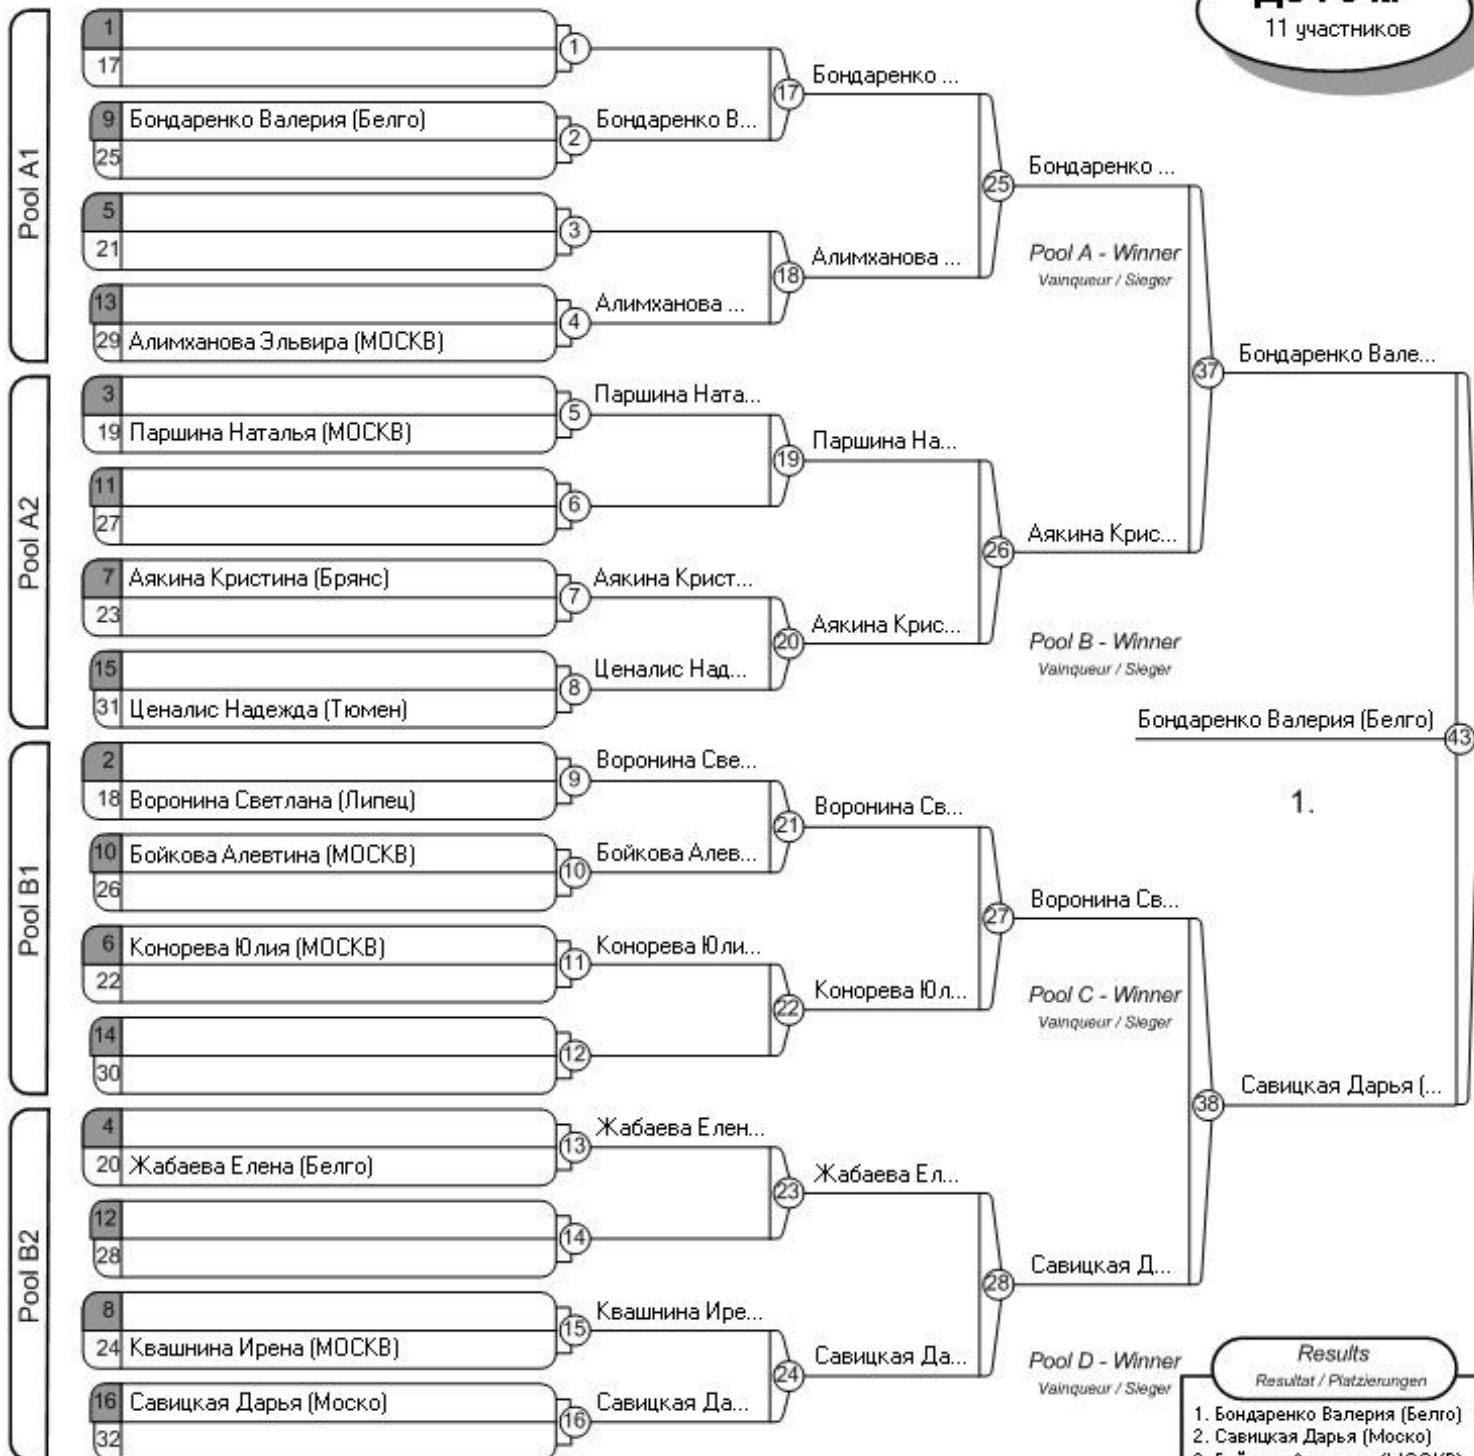 11 участников
Pool A1
1
17
1
9 Бондаренко Валерия (Белго)
25
2
Бондаренко В...
17
Бондаренко ...
5
21
3
13
29 Алимханова Эльвира (МОСКВ)
4
Алимханова ...
18
Алимханова ...
25
Бондаренко ...
Pool A - Winner
Vainqueur / Sieger
Pool A2
3
19 Паршина Наталья (МОСКВ)
5
Паршина Ната...
11
27
6
19
Паршина На...
7 Аякина Кристина (Брянс)
23
7
Аякина Крист...
15
31 Ценалис Надежда (Тюмен)
8
Ценалис Над...
20
Аякина Крис...
26
Аякина Крис...
Pool B - Winner
Vainqueur / Sieger
37
Бондаренко Вале...
Бондаренко Валерия (Белго)
43
1.
Pool B1
2
18 Воронина Светлана (Липец)
9
Воронина Све...
10 Бойкова Алевтина (МОСКВ)
26
10
Бойкова Алев...
21
Воронина Св...
6 Конорева Юлия (МОСКВ)
22
11
Конорева Юли...
14
30
12
22
Конорева Юл...
27
Воронина Св...
Pool C - Winner
Vainqueur / Sieger
Pool B2
4
20 Жабаева Елена (Белго)
13
Жабаева Елен...
12
28
14
23
Жабаева Ел...
8
24 Квашнина Ирена (МОСКВ)
15
Квашнина Ире...
16 Савицкая Дарья (Моско)
32
16
Савицкая Да...
24
Савицкая Да...
28
Савицкая Д...
Pool D - Winner
Vainqueur / Sieger
38
Савицкая Дарья (...
Results
Resultat / Platzierungen
1. Бондаренко Валерия (Белго)
2. Савицкая Дарья (Моско)